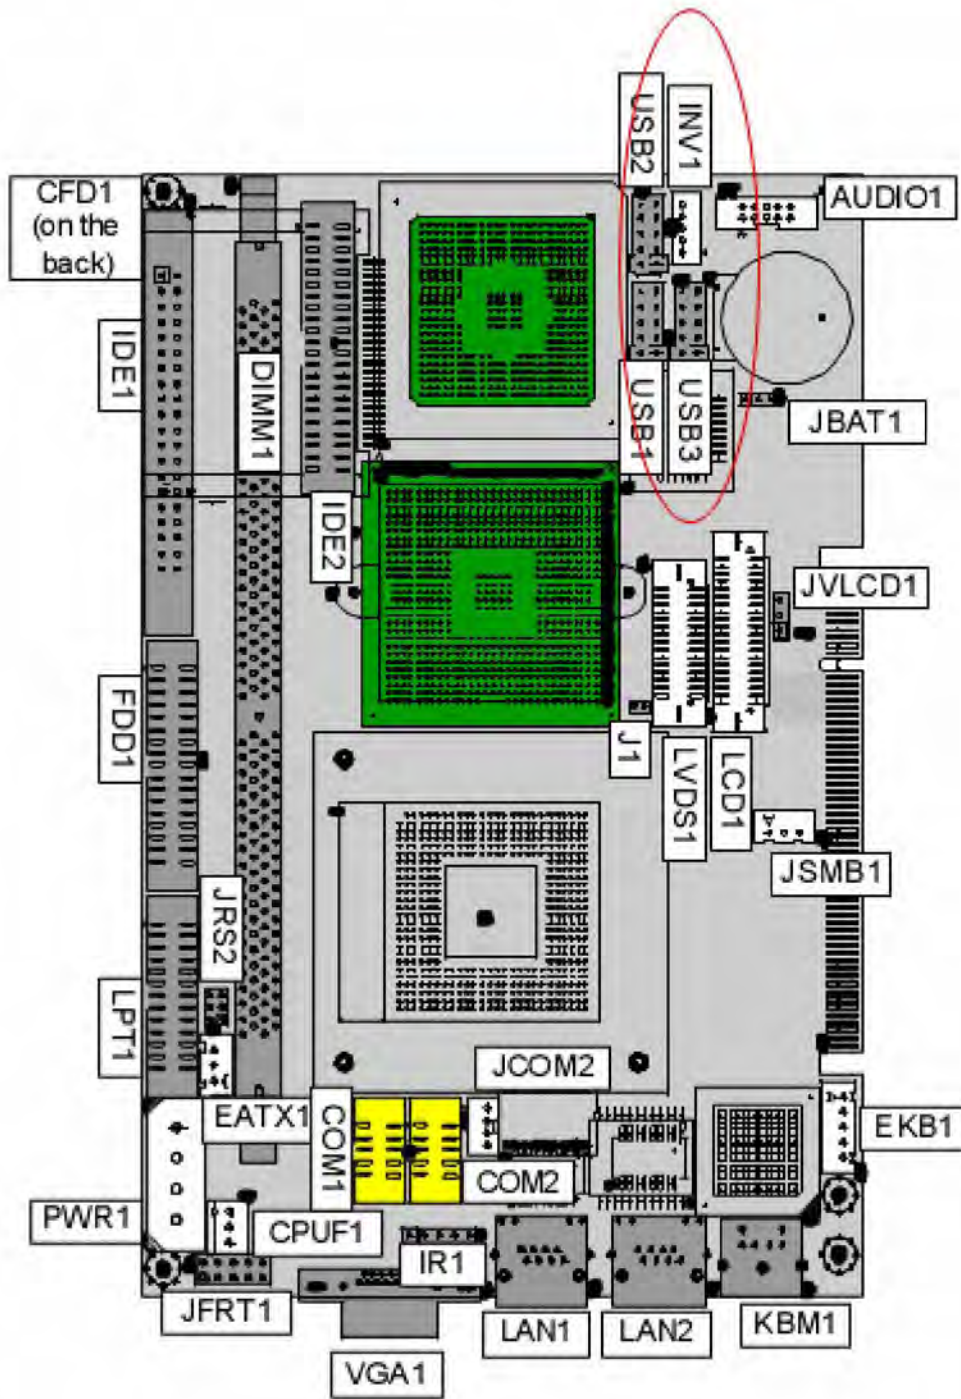 USB2
INV1
CFD1
(on the
back)
AUDIO1
IDE1
DIMM1
USB1
USB3
JBAT1
IDE2
JVLCD1
FDD1
J1
LVDS1
LCD1
JSMB1
JRS2
LPT1
JCOM2
EATX1
COM1
COM2
EKB1
PWR1
CPUF1
IR1
JFRT1
LAN1
LAN2
KBM1
VGA1